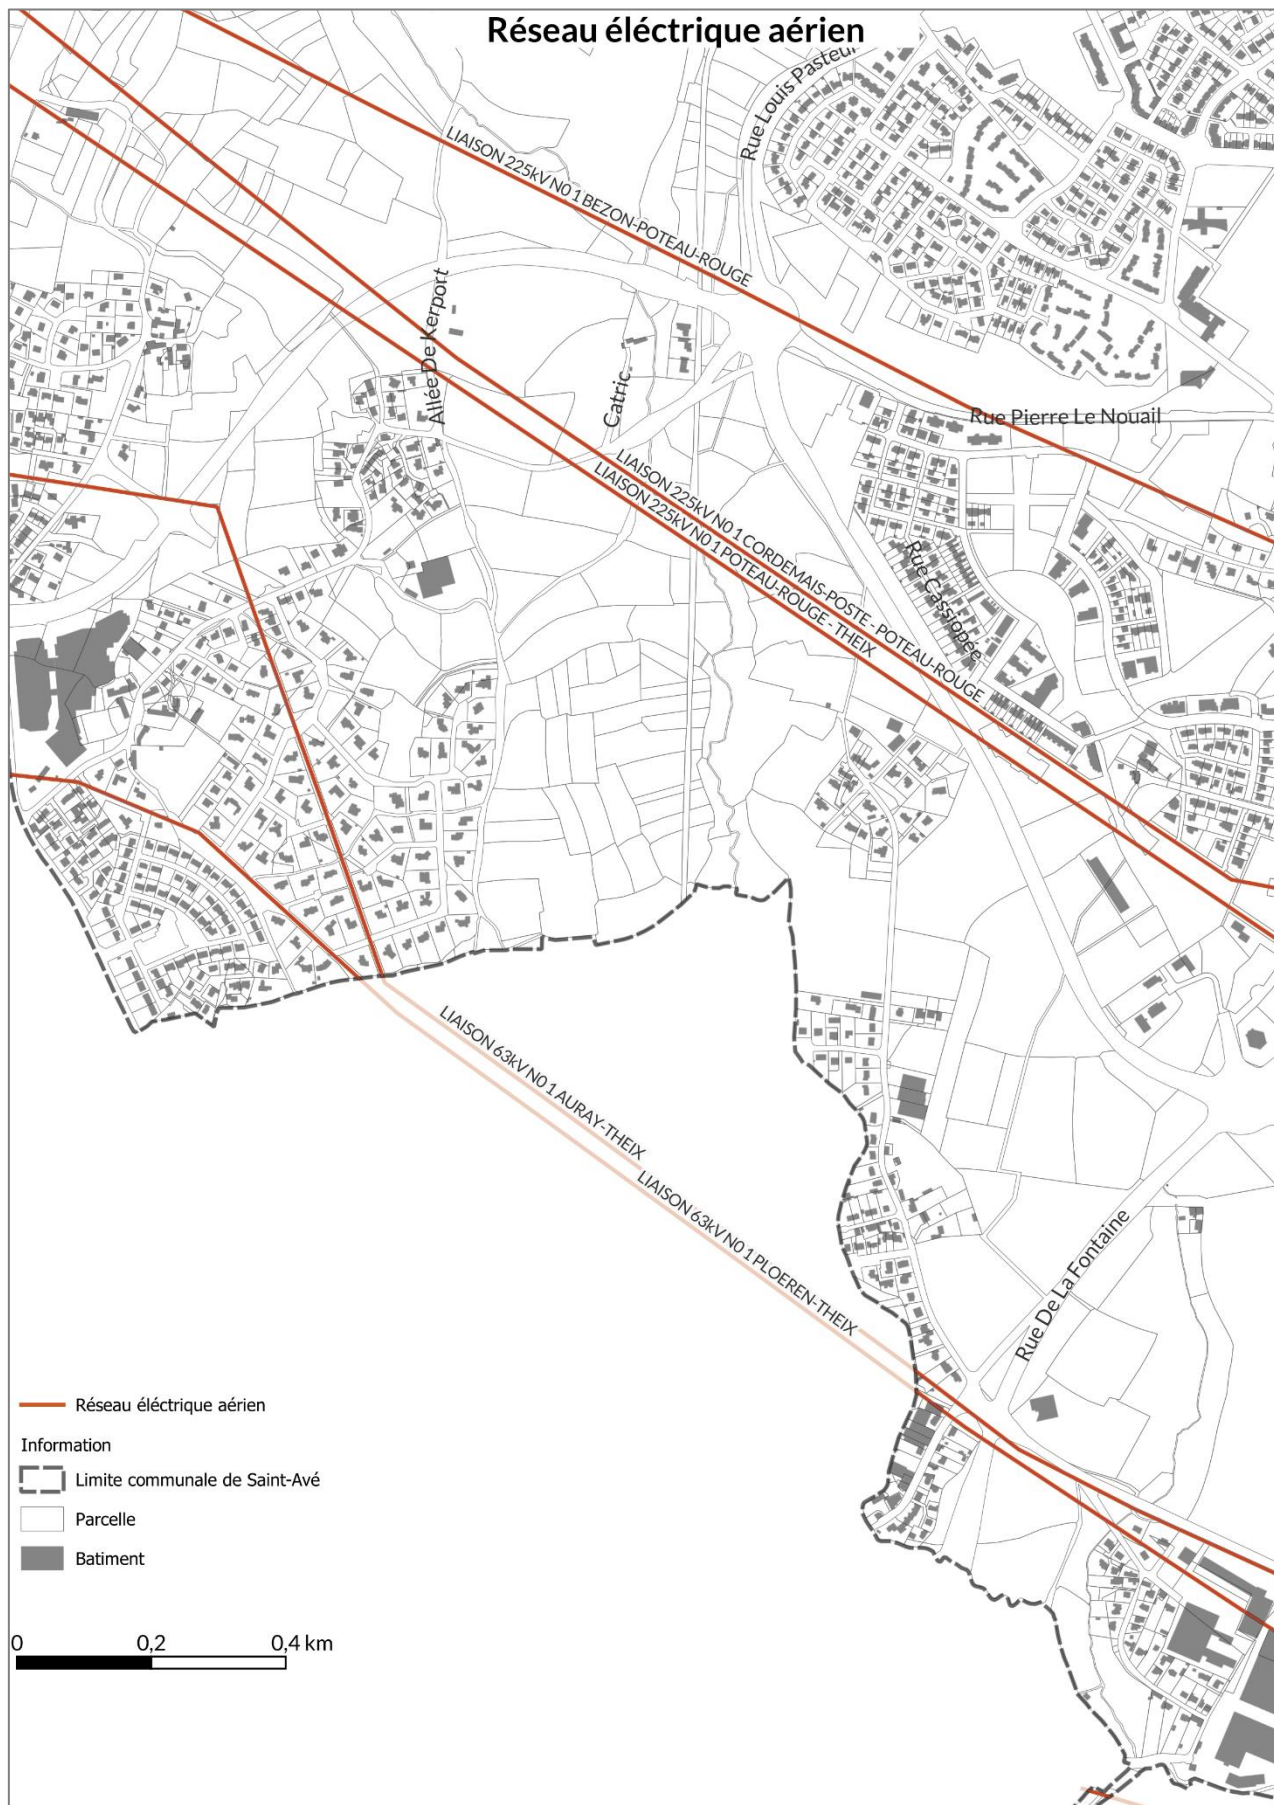 Réseau éléctrique aérien
Rue Louis Pasteur
LIAISON 225kV N0 1 BEZON-POTEAU-ROUGE
Allée De Kerport
Catric
Rue Pierre Le Nouail
LIAISON 225kV N0 1 CORDEMAIS-POSTE - POTEAU-ROUGE
LIAISON 225kV N0 1 POTEAU-ROUGE - THEIX
Rue Cassiopée
LIAISON 63kV N0 1 AURAY-THEIX
LIAISON 63kV N0 1 PLOEREN-THEIX
Rue De La Fontaine
Réseau éléctrique aérien
Information
Limite communale de Saint-Avé
Parcelle
Batiment
0 0,2 0,4 km